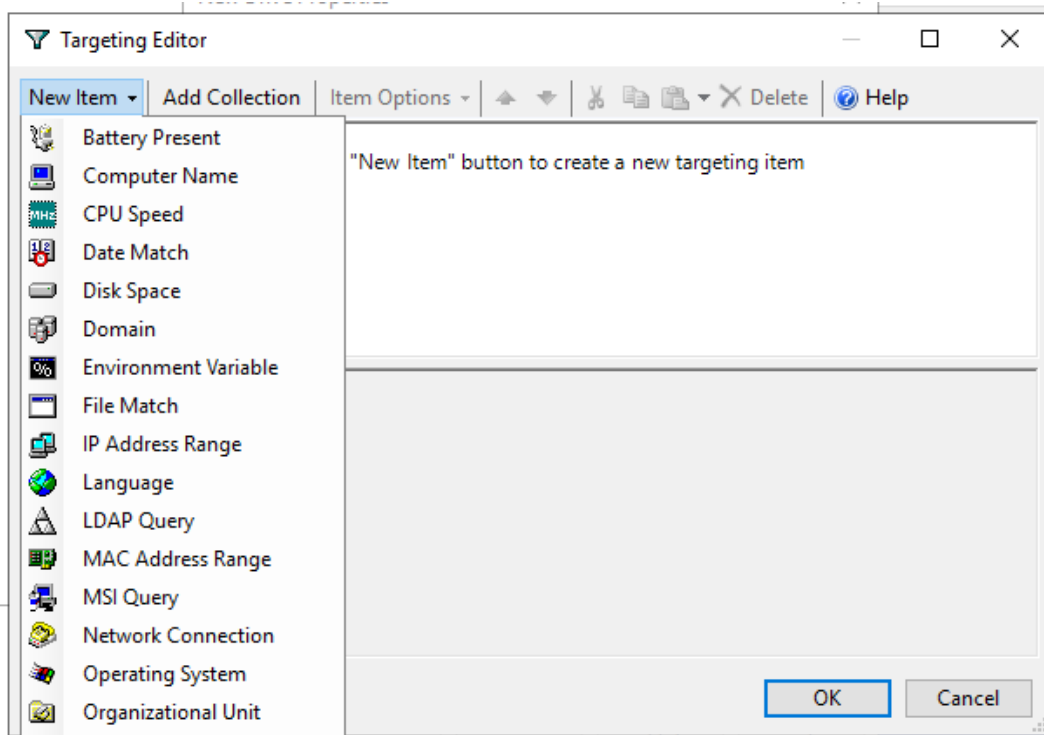 Targeting Editor
New Item Add Collection Item Options Delete Help
"New Item" button to create a new targeting item
Battery Present
Computer Name
MHz CPU Speed
Date Match
Disk Space
Domain
% Environment Variable
File Match
IP Address Range
Language
LDAP Query
MAC Address Range
MSI Query
Network Connection
Operating System
Organizational Unit
OK Cancel